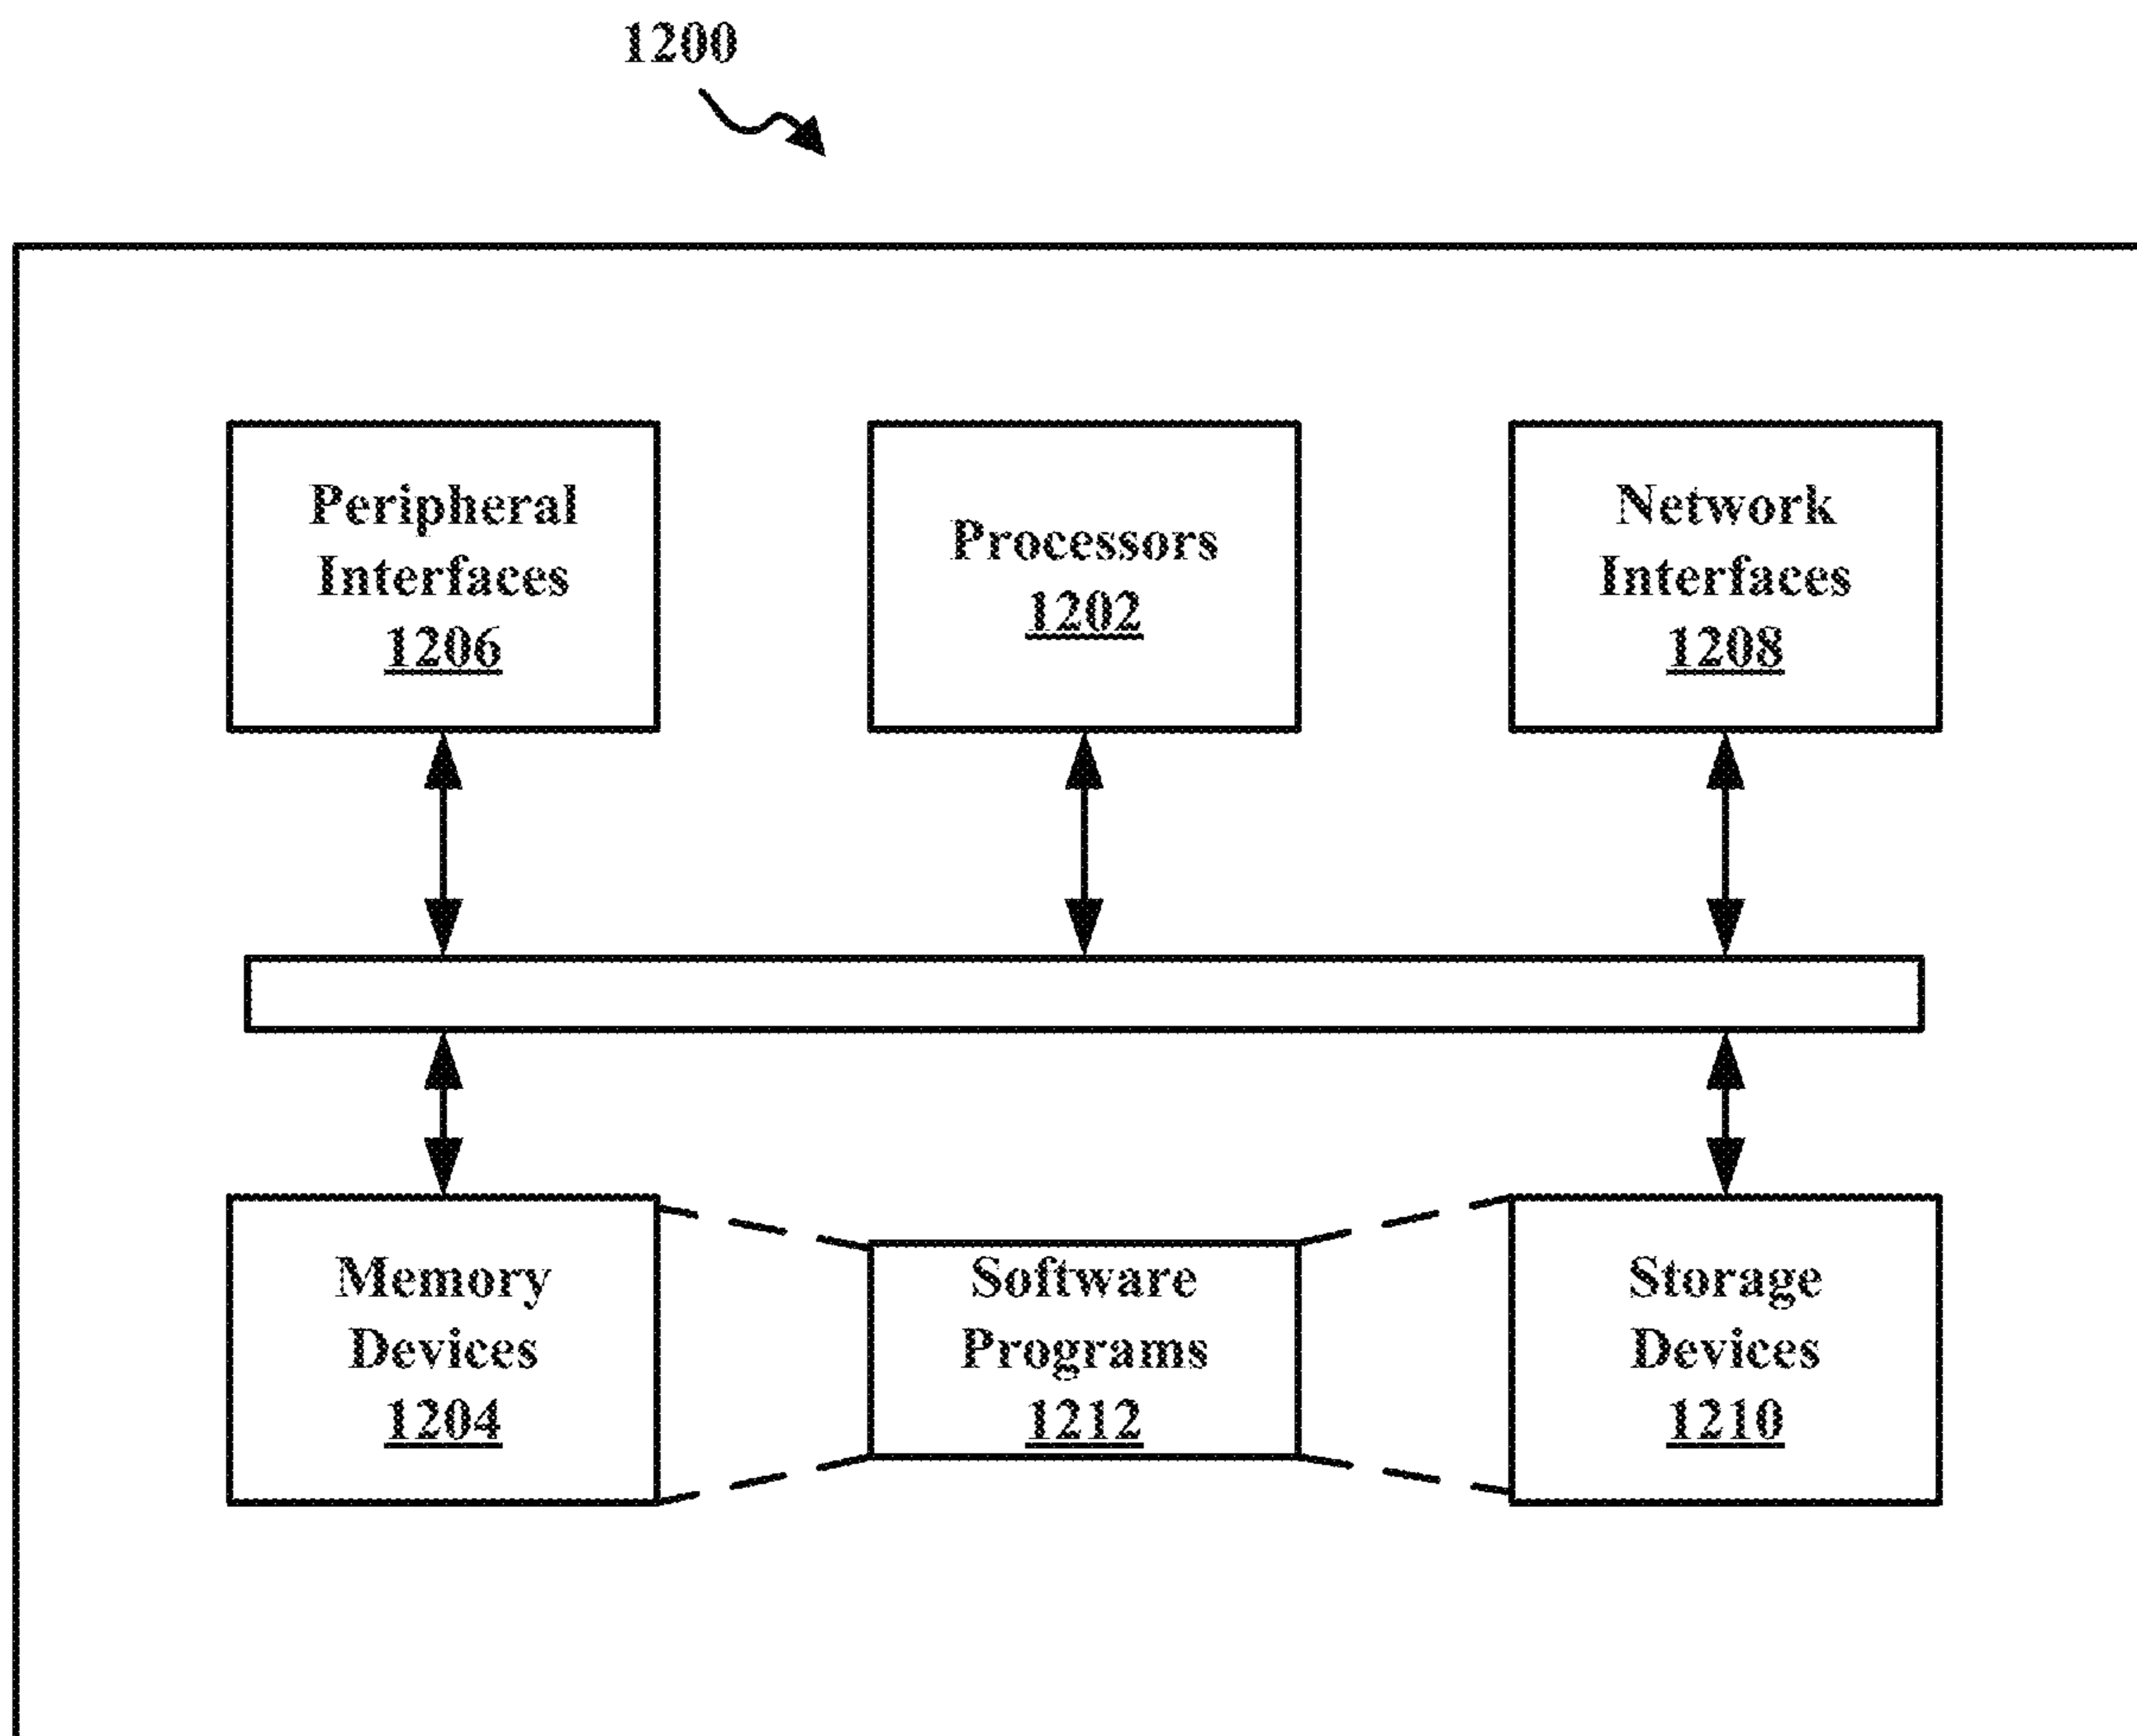 1200
Peripheral
Interfaces
1206
Processors
1202
Network
Interfaces
1208
Memory
Devices
1204
Software
Programs
1212
Storage
Devices
1210